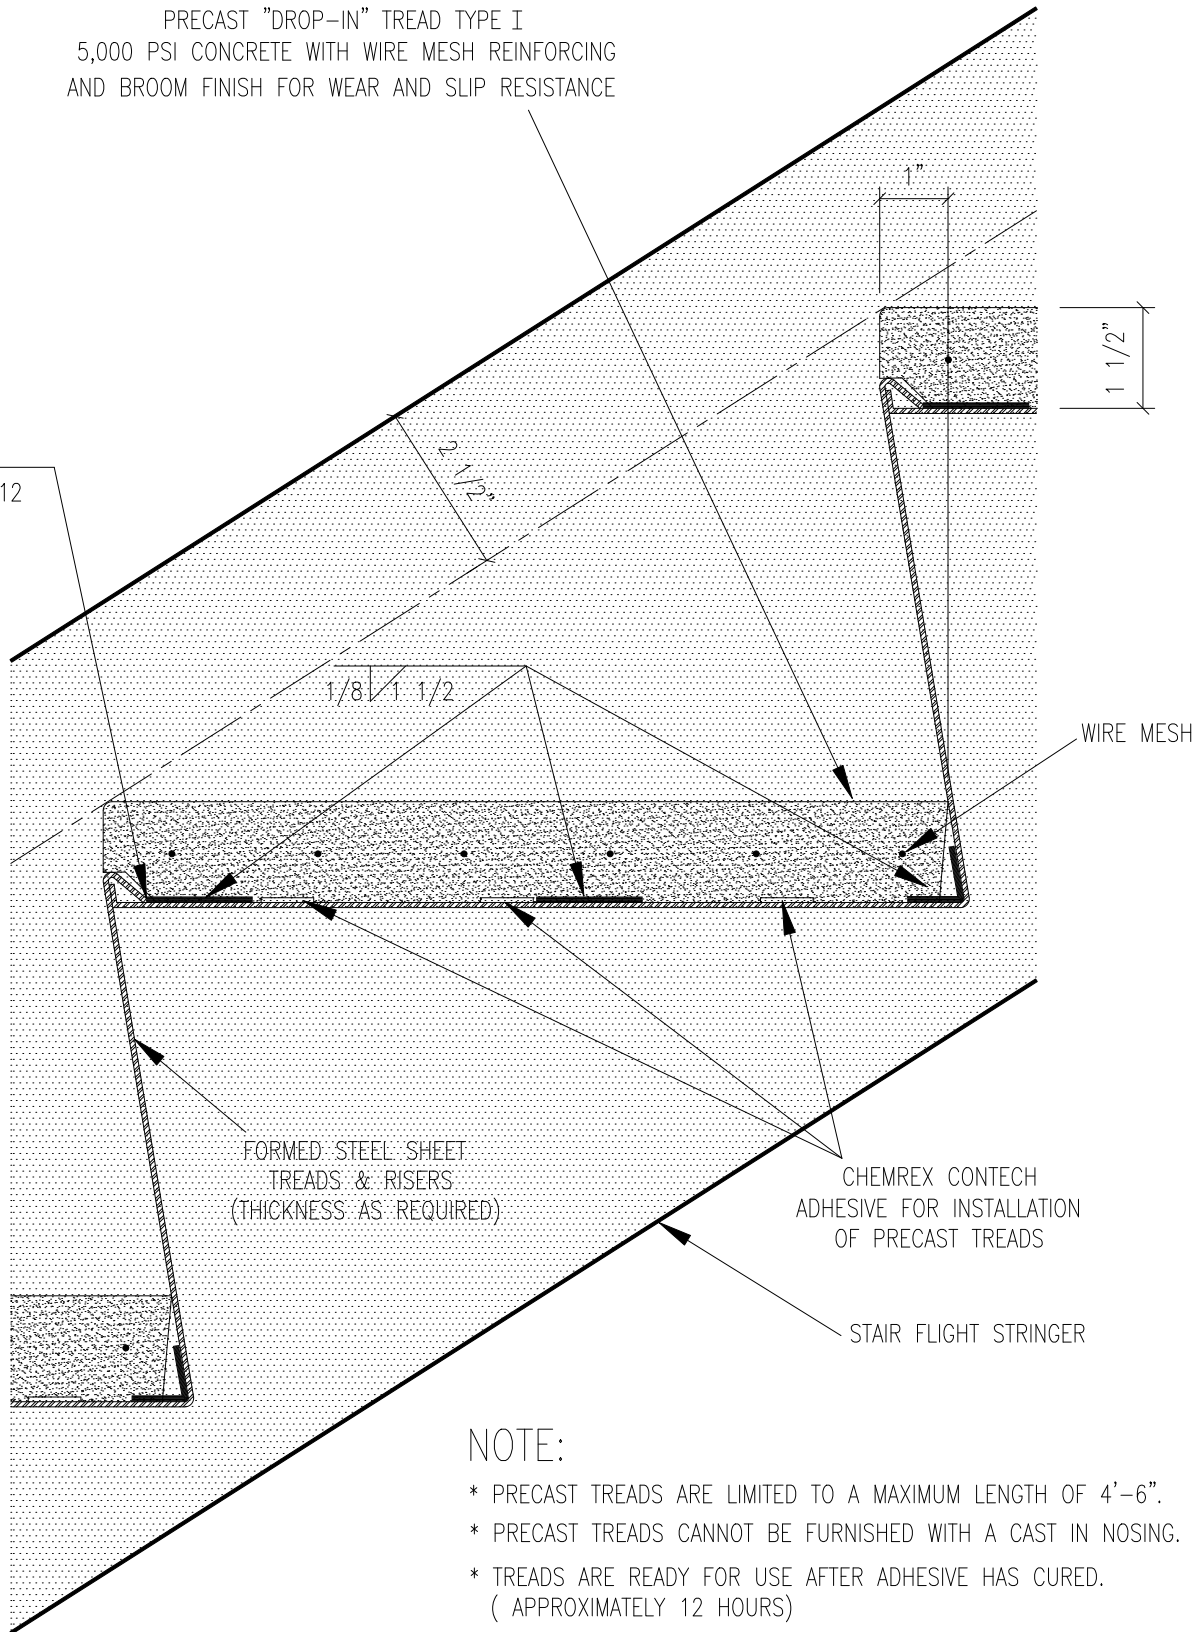 PRECAST "DROP-IN" TREAD TYPE I
5,000 PSI CONCRETE WITH WIRE MESH REINFORCING
AND BROOM FINISH FOR WEAR AND SLIP RESISTANCE
1"
1 1/2"
2 1/2"
12
1/8 1 1/2
WIRE MESH
FORMED STEEL SHEET
TREADS & RISERS
(THICKNESS AS REQUIRED)
CHEMREX CONTECH
ADHESIVE FOR INSTALLATION
OF PRECAST TREADS
STAIR FLIGHT STRINGER
NOTE:
* PRECAST TREADS ARE LIMITED TO A MAXIMUM LENGTH OF 4'-6".
* PRECAST TREADS CANNOT BE FURNISHED WITH A CAST IN NOSING.
* TREADS ARE READY FOR USE AFTER ADHESIVE HAS CURED.
( APPROXIMATELY 12 HOURS)